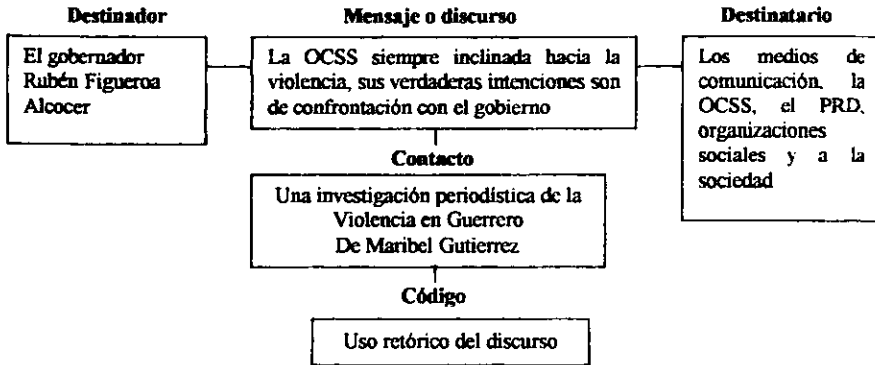 Destinador
El gobernador
Rubén Figueroa
Alcocer
Mensaje o discurso
La OCSS siempre inclinada hacia la
violencia, sus verdaderas intenciones son
de confrontación con el gobierno
Destinatario
Los medios de
comunicación, la
OCSS, el PRD,
organizaciones
sociales y a la
sociedad
Contacto
Una investigación periodística de la
Violencia en Guerrero
De Maribel Gutierrez
Código
Uso retórico del discurso